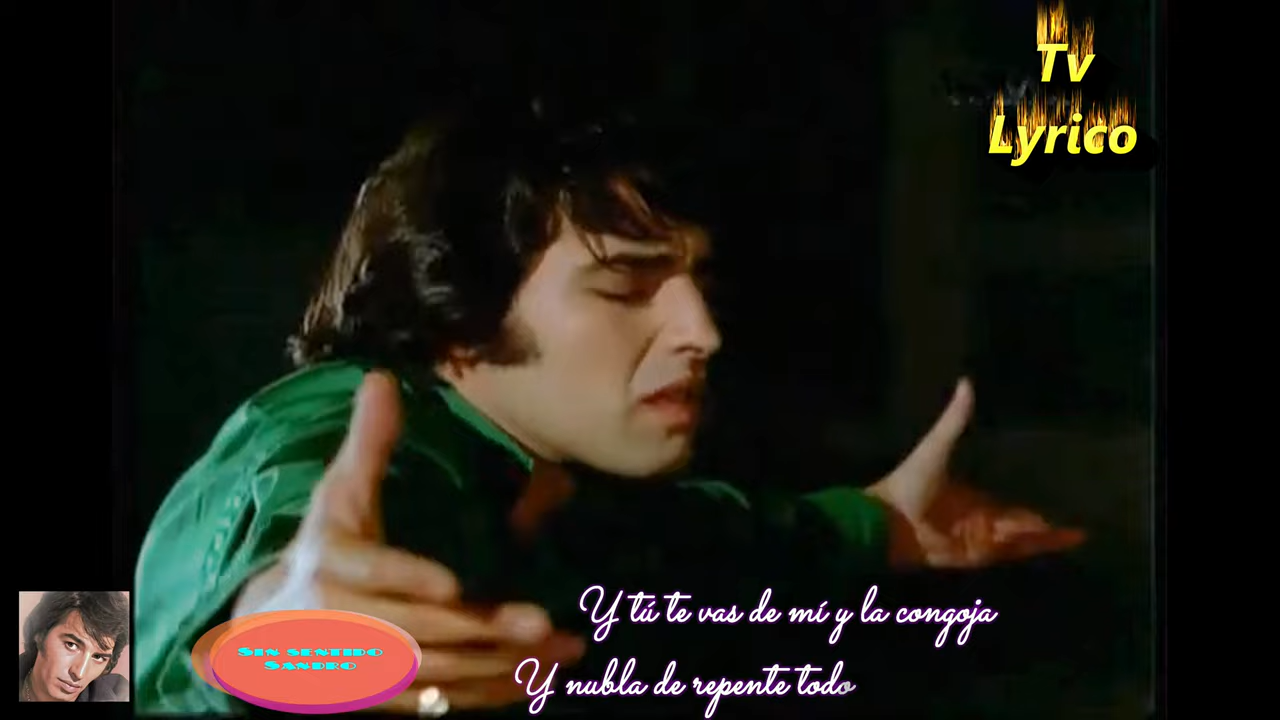 Tv
Lyrico
Y tú te vas de mí y la congoja
Y nubla de repente todo
SIN SENTIDO
SANDRO